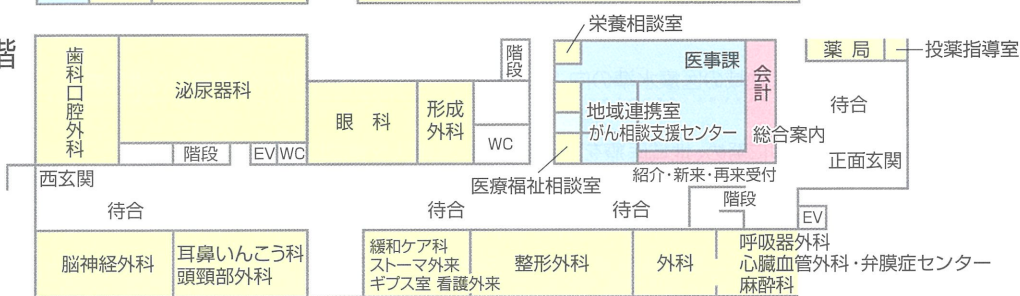 階
歯科口腔外科
泌尿器科
階段
EV
WC
眼 科
形成
外科
階段
WC
栄養相談室
医事課
会計
地域連携室
がん相談支援センター
総合案内
医療福祉相談室
紹介・新来・再来受付
薬 局
投薬指導室
待合
正面玄関
西玄関
待合
待合
待合
階段
EV
脳神経外科
耳鼻いんこう科
頭頸部外科
緩和ケア科
ストーマ外来
ギプス室 看護外来
整形外科
外科
呼吸器外科
心臓血管外科・弁膜症センター
麻酔科